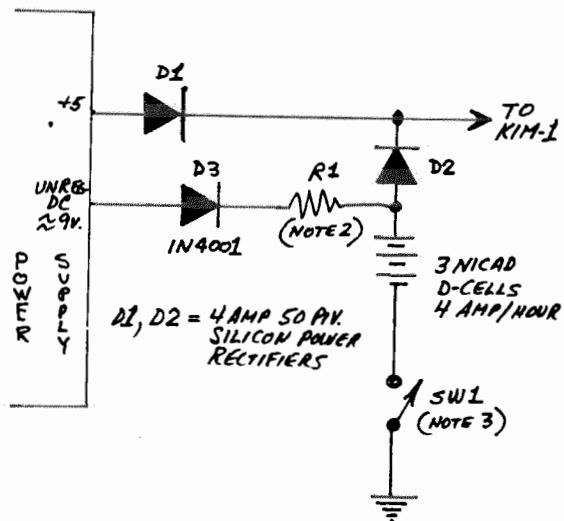 D1
+5
TO
KIM-1
D3
R1
D2
UNREG
DC
≈ 9V.
(NOTE 2)
1N4001
POWER
SUPPLY
3 NICAD
D-CELLS
4 AMP/HOUR
D1, D2 = 4 AMP 50 PIV.
SILICON POWER
RECTIFIERS
SW1
(NOTE 3)